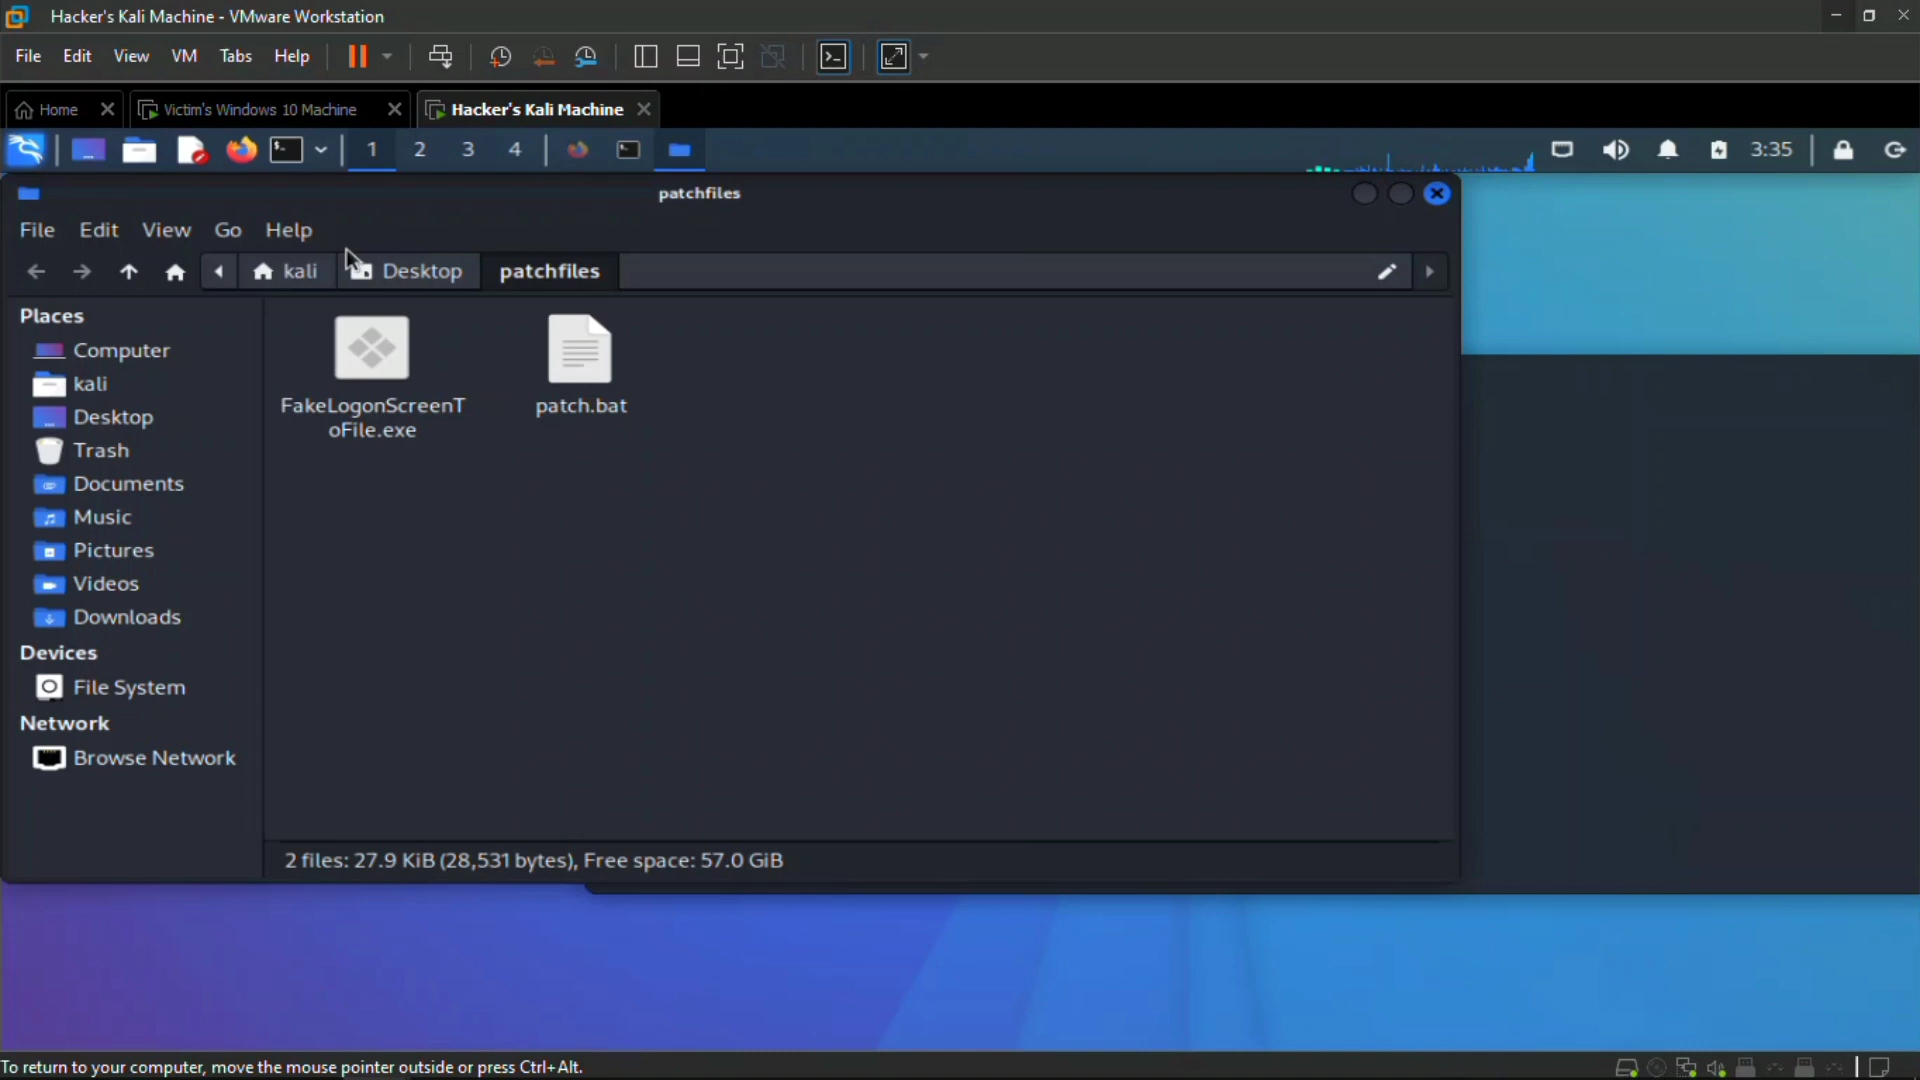 Hacker's Kali Machine - VMware Workstation
File Edit View VM Tabs Help
Home Victim's Windows 10 Machine Hacker's Kali Machine
1 2 3 4 3:35
patchfiles
File Edit View Go Help
kali Desktop patchfiles
Places
Computer
kali
Desktop
Trash
Documents
Music
Pictures
Videos
Downloads
Devices
File System
Network
Browse Network
FakeLogonScreenT
oFile.exe
patch.bat
2 files: 27.9 KiB (28,531 bytes), Free space: 57.0 GiB
To return to your computer, move the mouse pointer outside or press Ctrl+Alt.